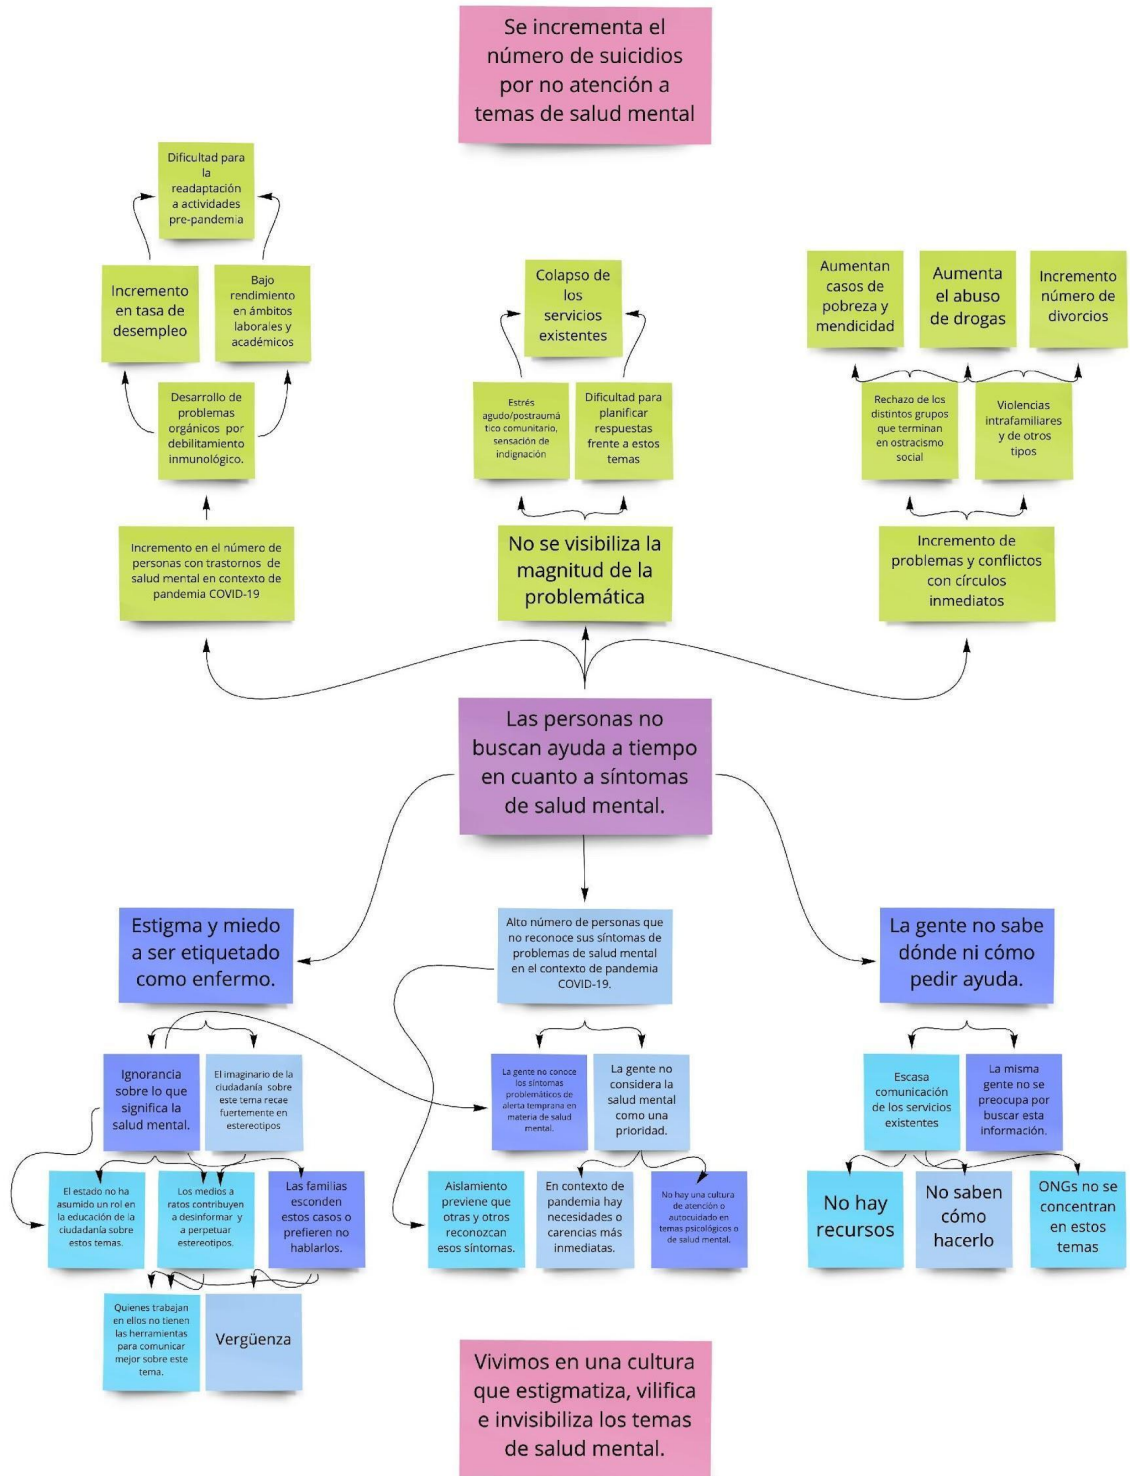 Se incrementa el
número de suicidios
por no atención a
temas de salud mental
Dificultad para
la
readaptación
a actividades
pre-pandemia
Incremento
en tasa de
desempleo
Bajo
rendimiento
en ámbitos
laborales y
académicos
Desarrollo de
problemas
orgánicos por
debilitamiento
inmunológico.
Incremento en el número de
personas con trastornos de
salud mental en contexto de
pandemia COVID-19
Colapso de
los
servicios
existentes
Estrés
agudo/postraumá
tico comunitario,
sensación de
indignación
Dificultad para
planificar
respuestas
frente a estos
temas
No se visibiliza la
magnitud de la
problemática
Aumentan
casos de
pobreza y
mendicidad
Aumenta
el abuso
de drogas
Incremento
número de
divorcios
Rechazo de los
distintos grupos
que terminan
en ostracismo
social
Violencias
intrafamiliares
y de otros
tipos
Incremento de
problemas y conflictos
con círculos
inmediatos
Las personas no
buscan ayuda a tiempo
en cuanto a síntomas
de salud mental.
Estigma y miedo
a ser etiquetado
como enfermo.
Ignorancia
sobre lo que
significa la
salud mental.
El imaginario de la
ciudadanía sobre
este tema recae
fuertemente en
estereotipos
El estado no ha
asumido un rol en
la educación de la
ciudadanía sobre
estos temas.
Los medios a
ratos contribuyen
a desinformar y
a perpetuar
estereotipos.
Las familias
esconden
estos casos o
prefieren no
hablarlos.
Quienes trabajan
en ellos no tienen
las herramientas
para comunicar
mejor sobre este
tema.
Vergüenza
Alto número de personas que
no reconoce sus síntomas de
problemas de salud mental
en el contexto de pandemia
COVID-19.
La gente no conoce
los síntomas
problemáticos de
alerta temprana en
materia de salud
mental.
La gente no
considera la
salud mental
como una
prioridad.
Aislamiento
previene que
otras y otros
reconozcan
esos síntomas.
En contexto de
pandemia hay
necesidades o
carencias más
inmediatas.
No hay una cultura
de atención o
autocuidado en
temas psicológicos o
de salud mental.
La gente no sabe
dónde ni cómo
pedir ayuda.
Escasa
comunicación
de los servicios
existentes
La misma
gente no se
preocupa por
buscar esta
información.
No hay
recursos
No saben
cómo
hacerlo
ONGs no se
concentran
en estos
temas
Vivimos en una cultura
que estigmatiza, vilifica
e invisibiliza los temas
de salud mental.